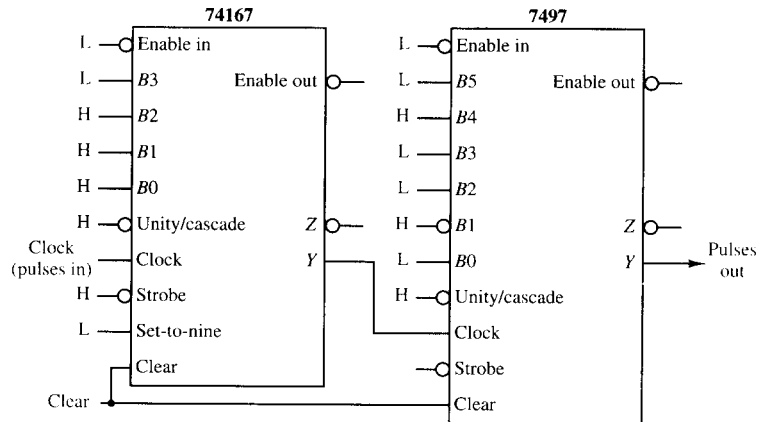 74167
L Enable in
L B3 Enable out
H B2
H B1
H B0
H Unity/cascade Z
Clock
(pulses in) Clock Y
H Strobe
L Set-to-nine
Clear
Clear
7497
L Enable in
L B5 Enable out
H B4
L B3
L B2
H B1 Z
L B0 Y
Pulses
out
H Unity/cascade
Clock
Strobe
Clear